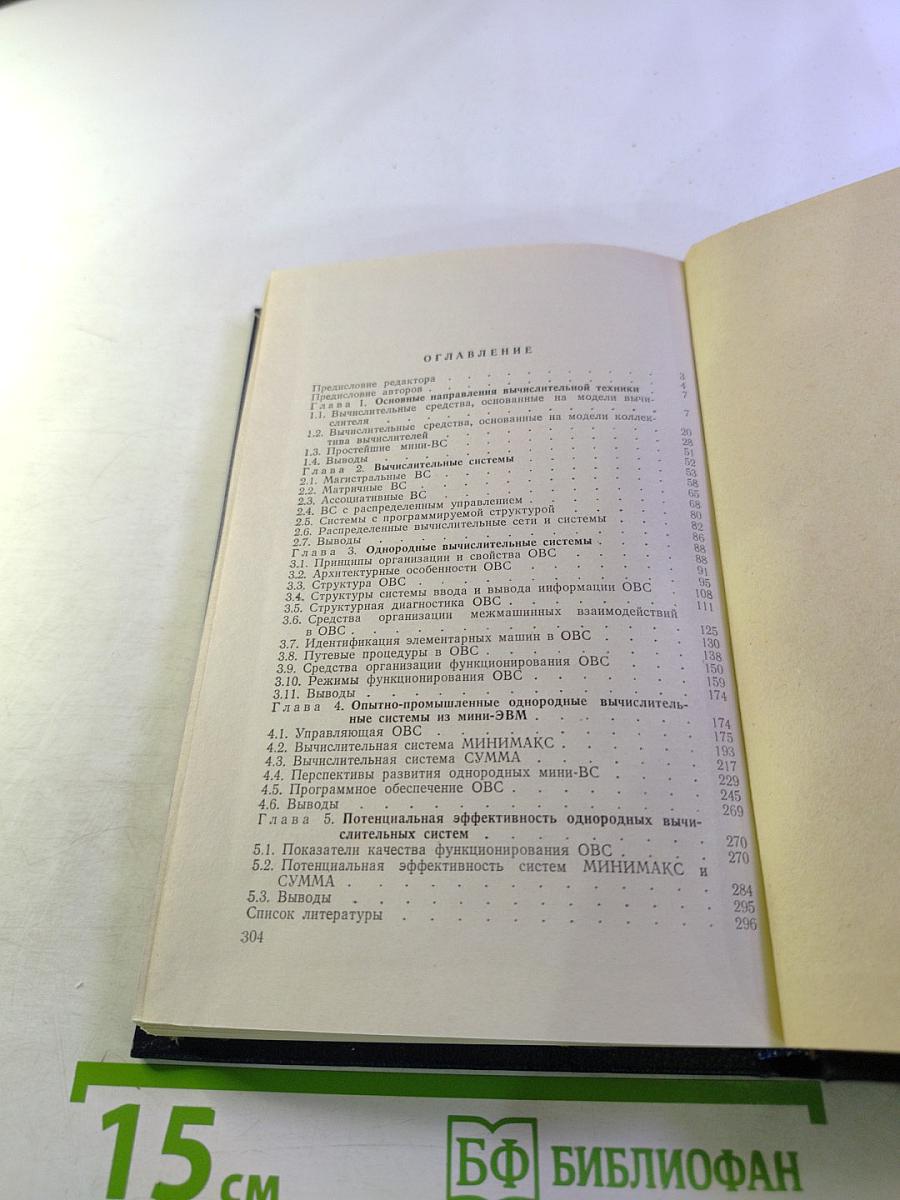 ОГЛАВЛЕНИЕ
Предисловие редактора . . . . . . . . . . 3
Предисловие авторов . . . . . . . . . . 4
Глава 1. Основные направления вычислительной техники 7
1.1. Вычислительные средства, основанные на модели вычи-
слителя . . . . . . . . . . 7
1.2. Вычислительные средства, основанные на модели коллек-
тива вычислителей . . . . . . . . . . 20
1.3. Простейшие мини-ВС . . . . . . . . . . 28
1.4. Выводы . . . . . . . . . . 51
Глава 2. Вычислительные системы . . . . . . 52
2.1. Магистральные ВС . . . . . . . . . . 53
2.2. Матричные ВС . . . . . . . . . . 58
2.3. Ассоциативные ВС . . . . . . . . . . 65
2.4. ВС с распределенным управлением . . . . . . 68
2.5. Системы с программируемой структурой . . . . . 80
2.6. Распределенные вычислительные сети и системы . . . 82
2.7. Выводы . . . . . . . . . . 86
Глава 3. Однородные вычислительные системы . . . . 88
3.1. Принципы организации и свойства ОВС . . . . . 88
3.2. Архитектурные особенности ОВС . . . . . . 91
3.3. Структура ОВС . . . . . . . . . . 95
3.4. Структуры системы ввода и вывода информации ОВС . 108
3.5. Структурная диагностика ОВС . . . . . . . 111
3.6. Средства организации межмашинных взаимодействий
в ОВС . . . . . . . . . . 125
3.7. Идентификация элементарных машин в ОВС . . . . 130
3.8. Путевые процедуры в ОВС . . . . . . . . 138
3.9. Средства организации функционирования ОВС . . . 150
3.10. Режимы функционирования ОВС . . . . . . 159
3.11. Выводы . . . . . . . . . . 174
Глава 4. Опытно-промышленные однородные вычислитель-
ные системы из мини-ЭВМ . . . . . . . 174
4.1. Управляющая ОВС . . . . . . . . . . 175
4.2. Вычислительная система МИНИМАКС . . . . . 193
4.3. Вычислительная система СУММА . . . . . . 217
4.4. Перспективы развития однородных мини-ВС . . . . 229
4.5. Программное обеспечение ОВС . . . . . . . 245
4.6. Выводы . . . . . . . . . . 269
Глава 5. Потенциальная эффективность однородных вычи-
слительных систем . . . . . . . . 270
5.1. Показатели качества функционирования ОВС . . . . 270
5.2. Потенциальная эффективность систем МИНИМАКС и
СУММА . . . . . . . . . . 284
5.3. Выводы . . . . . . . . . . 295
Список литературы . . . . . . . . . . 296
304
15 см
БФ БИБЛИОФАН